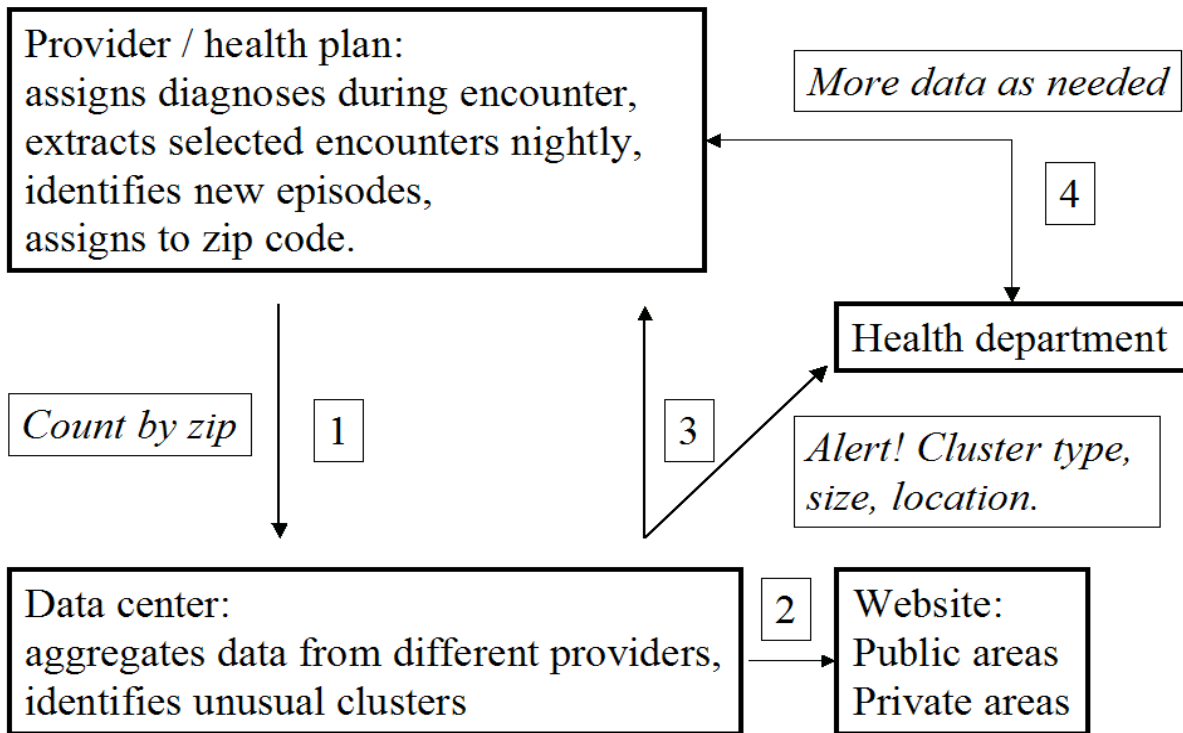 Provider / health plan:
assigns diagnoses during encounter,
extracts selected encounters nightly,
identifies new episodes,
assigns to zip code.
More data as needed
4
Health department
Count by zip
1
3
Alert! Cluster type,
size, location.
Data center:
aggregates data from different providers,
identifies unusual clusters
2
Website:
Public areas
Private areas